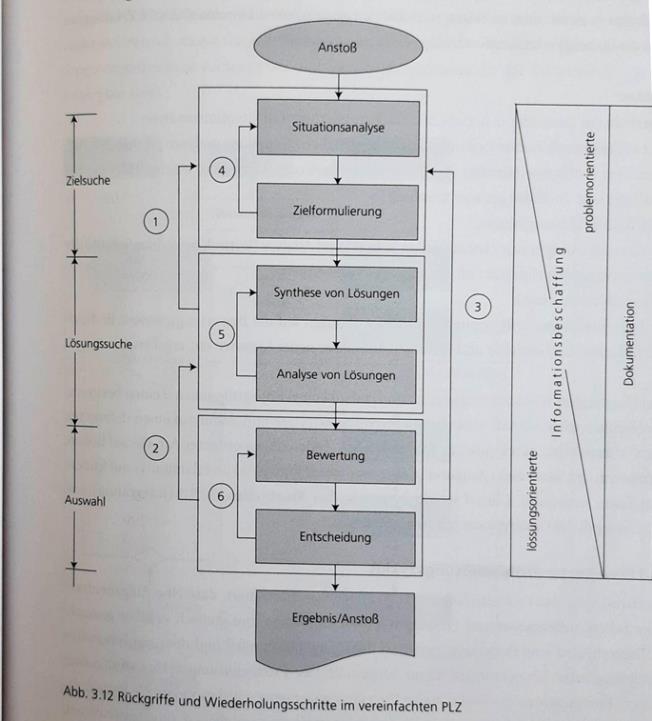 Anstoß
Situationsanalyse
Zielsuche
4
problemorientierte
1
Zielformulierung
Synthese von Lösungen
3
Informationsbeschaffung
Dokumentation
5
Lösungssuche
Analyse von Lösungen
2
Bewertung
lössungsorientierte
Auswahl
6
Entscheidung
Ergebnis/Anstoß
Abb. 3.12 Rückgriffe und Wiederholungsschritte im vereinfachten PLZ